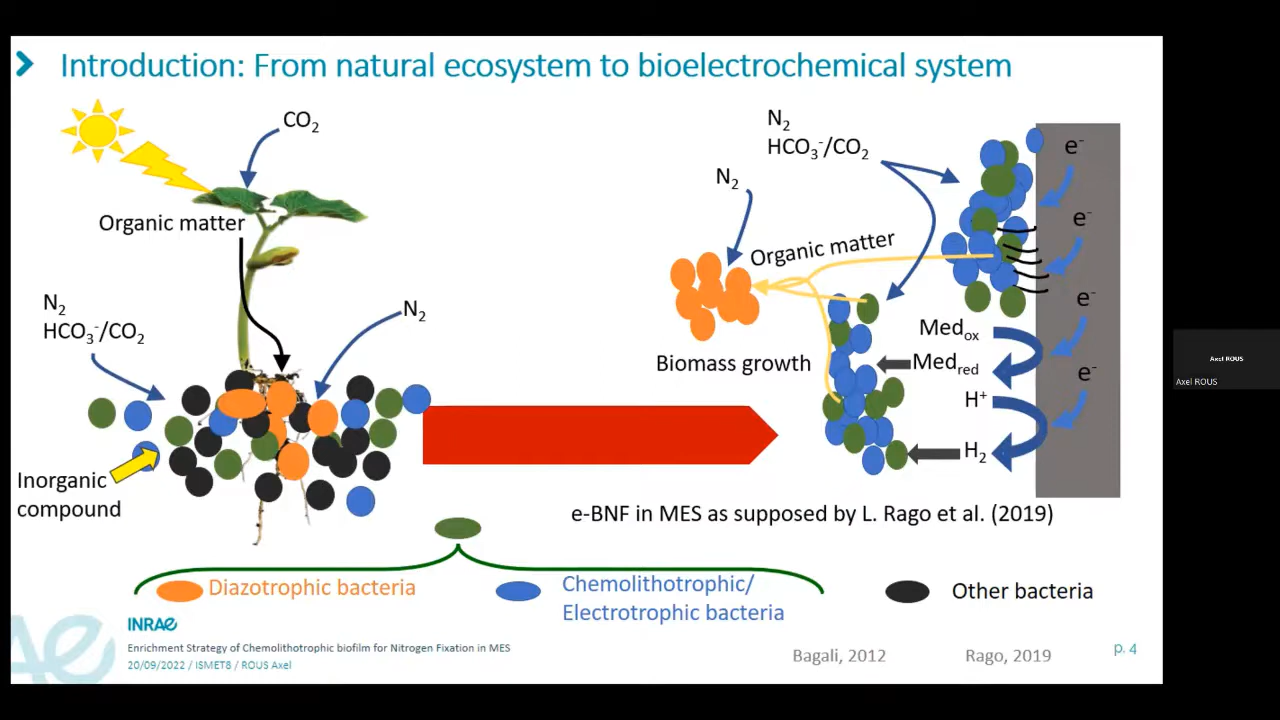 Introduction: From natural ecosystem to bioelectrochemical system
CO₂
Organic matter
N₂
HCO₃⁻/CO₂
N₂
Inorganic
compound
N₂
HCO₃⁻/CO₂
N₂
Organic matter
Biomass growth
e⁻
e⁻
e⁻
e⁻
Medox
Medred
H⁺
H₂
e-BNF in MES as supposed by L. Rago et al. (2019)
Diazotrophic bacteria
Chemolithotrophic/
Electrotrophic bacteria
Other bacteria
INRAE
Enrichment Strategy of Chemolithotrophic biofilm for Nitrogen Fixation in MES
20/09/2022 / ISMET8 / ROUS Axel
Bagali, 2012
Rago, 2019
p. 4
Axel ROUS
Axel ROUS